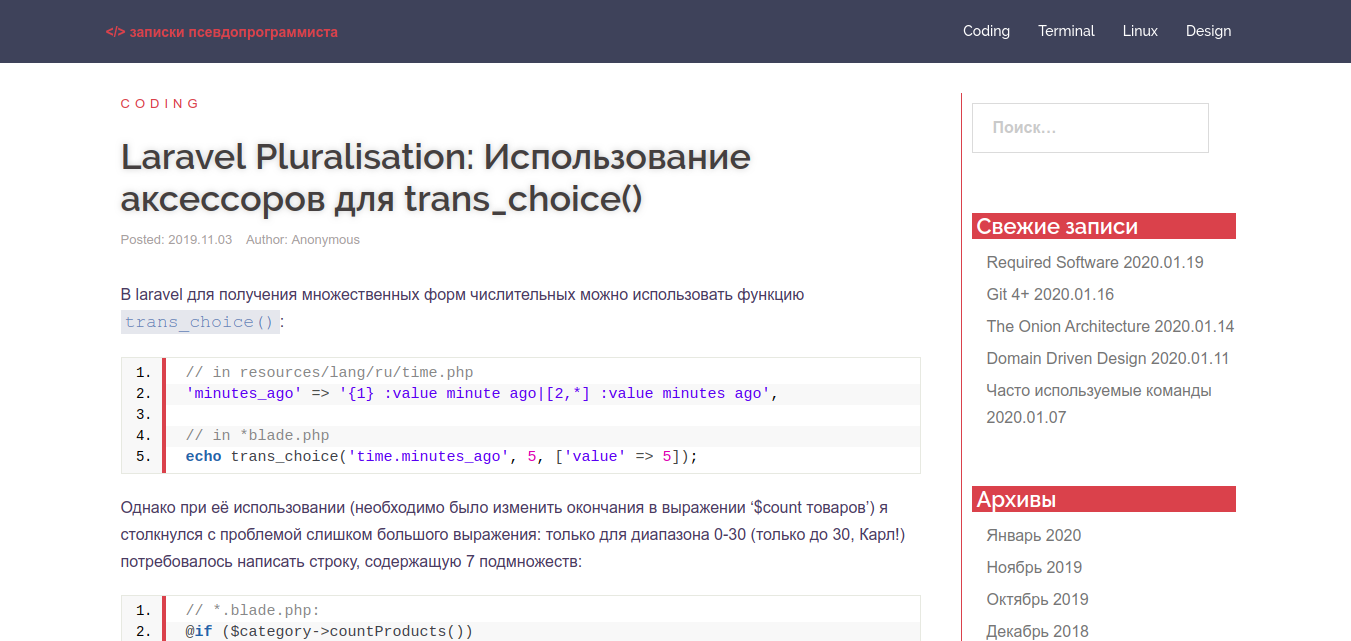 </> записки псевдопрограммиста
Coding Terminal Linux Design
CODING
Laravel Pluralisation: Использование
аксессоров для trans_choice()
Posted: 2019.11.03 Author: Anonymous
В laravel для получения множественных форм числительных можно использовать функцию
trans_choice() :
1. // in resources/lang/ru/time.php
2. 'minutes_ago' => '{1} :value minute ago|[2,*] :value minutes ago',
3.
4. // in *blade.php
5. echo trans_choice('time.minutes_ago', 5, ['value' => 5]);
Однако при её использовании (необходимо было изменить окончания в выражении ‘$count товаров’) я
столкнулся с проблемой слишком большого выражения: только для диапазона 0-30 (только до 30, Карл!)
потребовалось написать строку, содержащую 7 подмножеств:
1. // *.blade.php:
2. @if ($category->countProducts())
Поиск…
Свежие записи
Required Software 2020.01.19
Git 4+ 2020.01.16
The Onion Architecture 2020.01.14
Domain Driven Design 2020.01.11
Часто используемые команды
2020.01.07
Архивы
Январь 2020
Ноябрь 2019
Октябрь 2019
Декабрь 2018